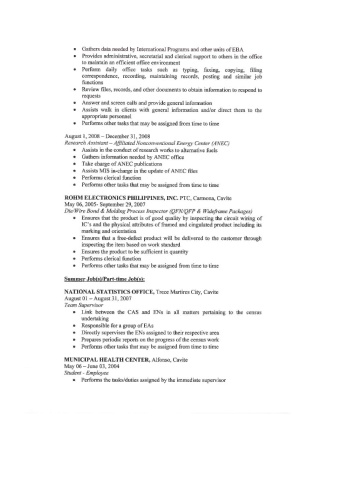 • Gathers data needed by International Programs and other units of EBA
• Provides administrative, secretarial and clerical support to others in the office
to maintain an efficient office environment
• Perform daily office tasks such as typing, faxing, copying, filing
correspondence, recording, maintaining records, posting and similar job
functions
• Review files, records, and other documents to obtain information to respond to
requests
• Answer and screen calls and provide general information
• Assists walk in clients with general information and/or direct them to the
appropriate personnel
• Performs other tasks that may be assigned from time to time
August 1, 2008 – December 31, 2008
Research Assistant – Affiliated Nonconventional Energy Center (ANEC)
• Assists in the conduct of research works to alternative fuels
• Gathers information needed by ANEC office
• Take charge of ANEC publications
• Assists MIS in-charge in the update of ANEC files
• Performs clerical function
• Performs other tasks that may be assigned from time to time
ROHM ELECTRONICS PHILIPPINES, INC. PTC, Carmona, Cavite
May 06, 2005- September 29, 2007
Die/Wire Bond & Molding Process Inspector (QFN/QFP & Wideframe Packages)
• Ensures that the product is of good quality by inspecting the circuit wiring of
IC's and the physical attributes of framed and singulated product including its
marking and orientation
• Ensures that a free-defect product will be delivered to the customer through
inspecting the item based on work standard
• Ensures the product to be sufficient in quantity
• Performs clerical function
• Performs other tasks that may be assigned from time to time
Summer Job(s)/Part-time Job(s):
NATIONAL STATISTICS OFFICE, Trece Martires City, Cavite
August 01 – August 31, 2007
Team Supervisor
• Link between the CAS and ENs in all matters pertaining to the census
undertaking
• Responsible for a group of EAs
• Directly supervises the ENs assigned to their respective area
• Prepares periodic reports on the progress of the census work
• Performs other tasks that may be assigned from time to time
MUNICIPAL HEALTH CENTER, Alfonso, Cavite
May 06 – June 03, 2004
Student - Employee
• Performs the tasks/duties assigned by the immediate supervisor